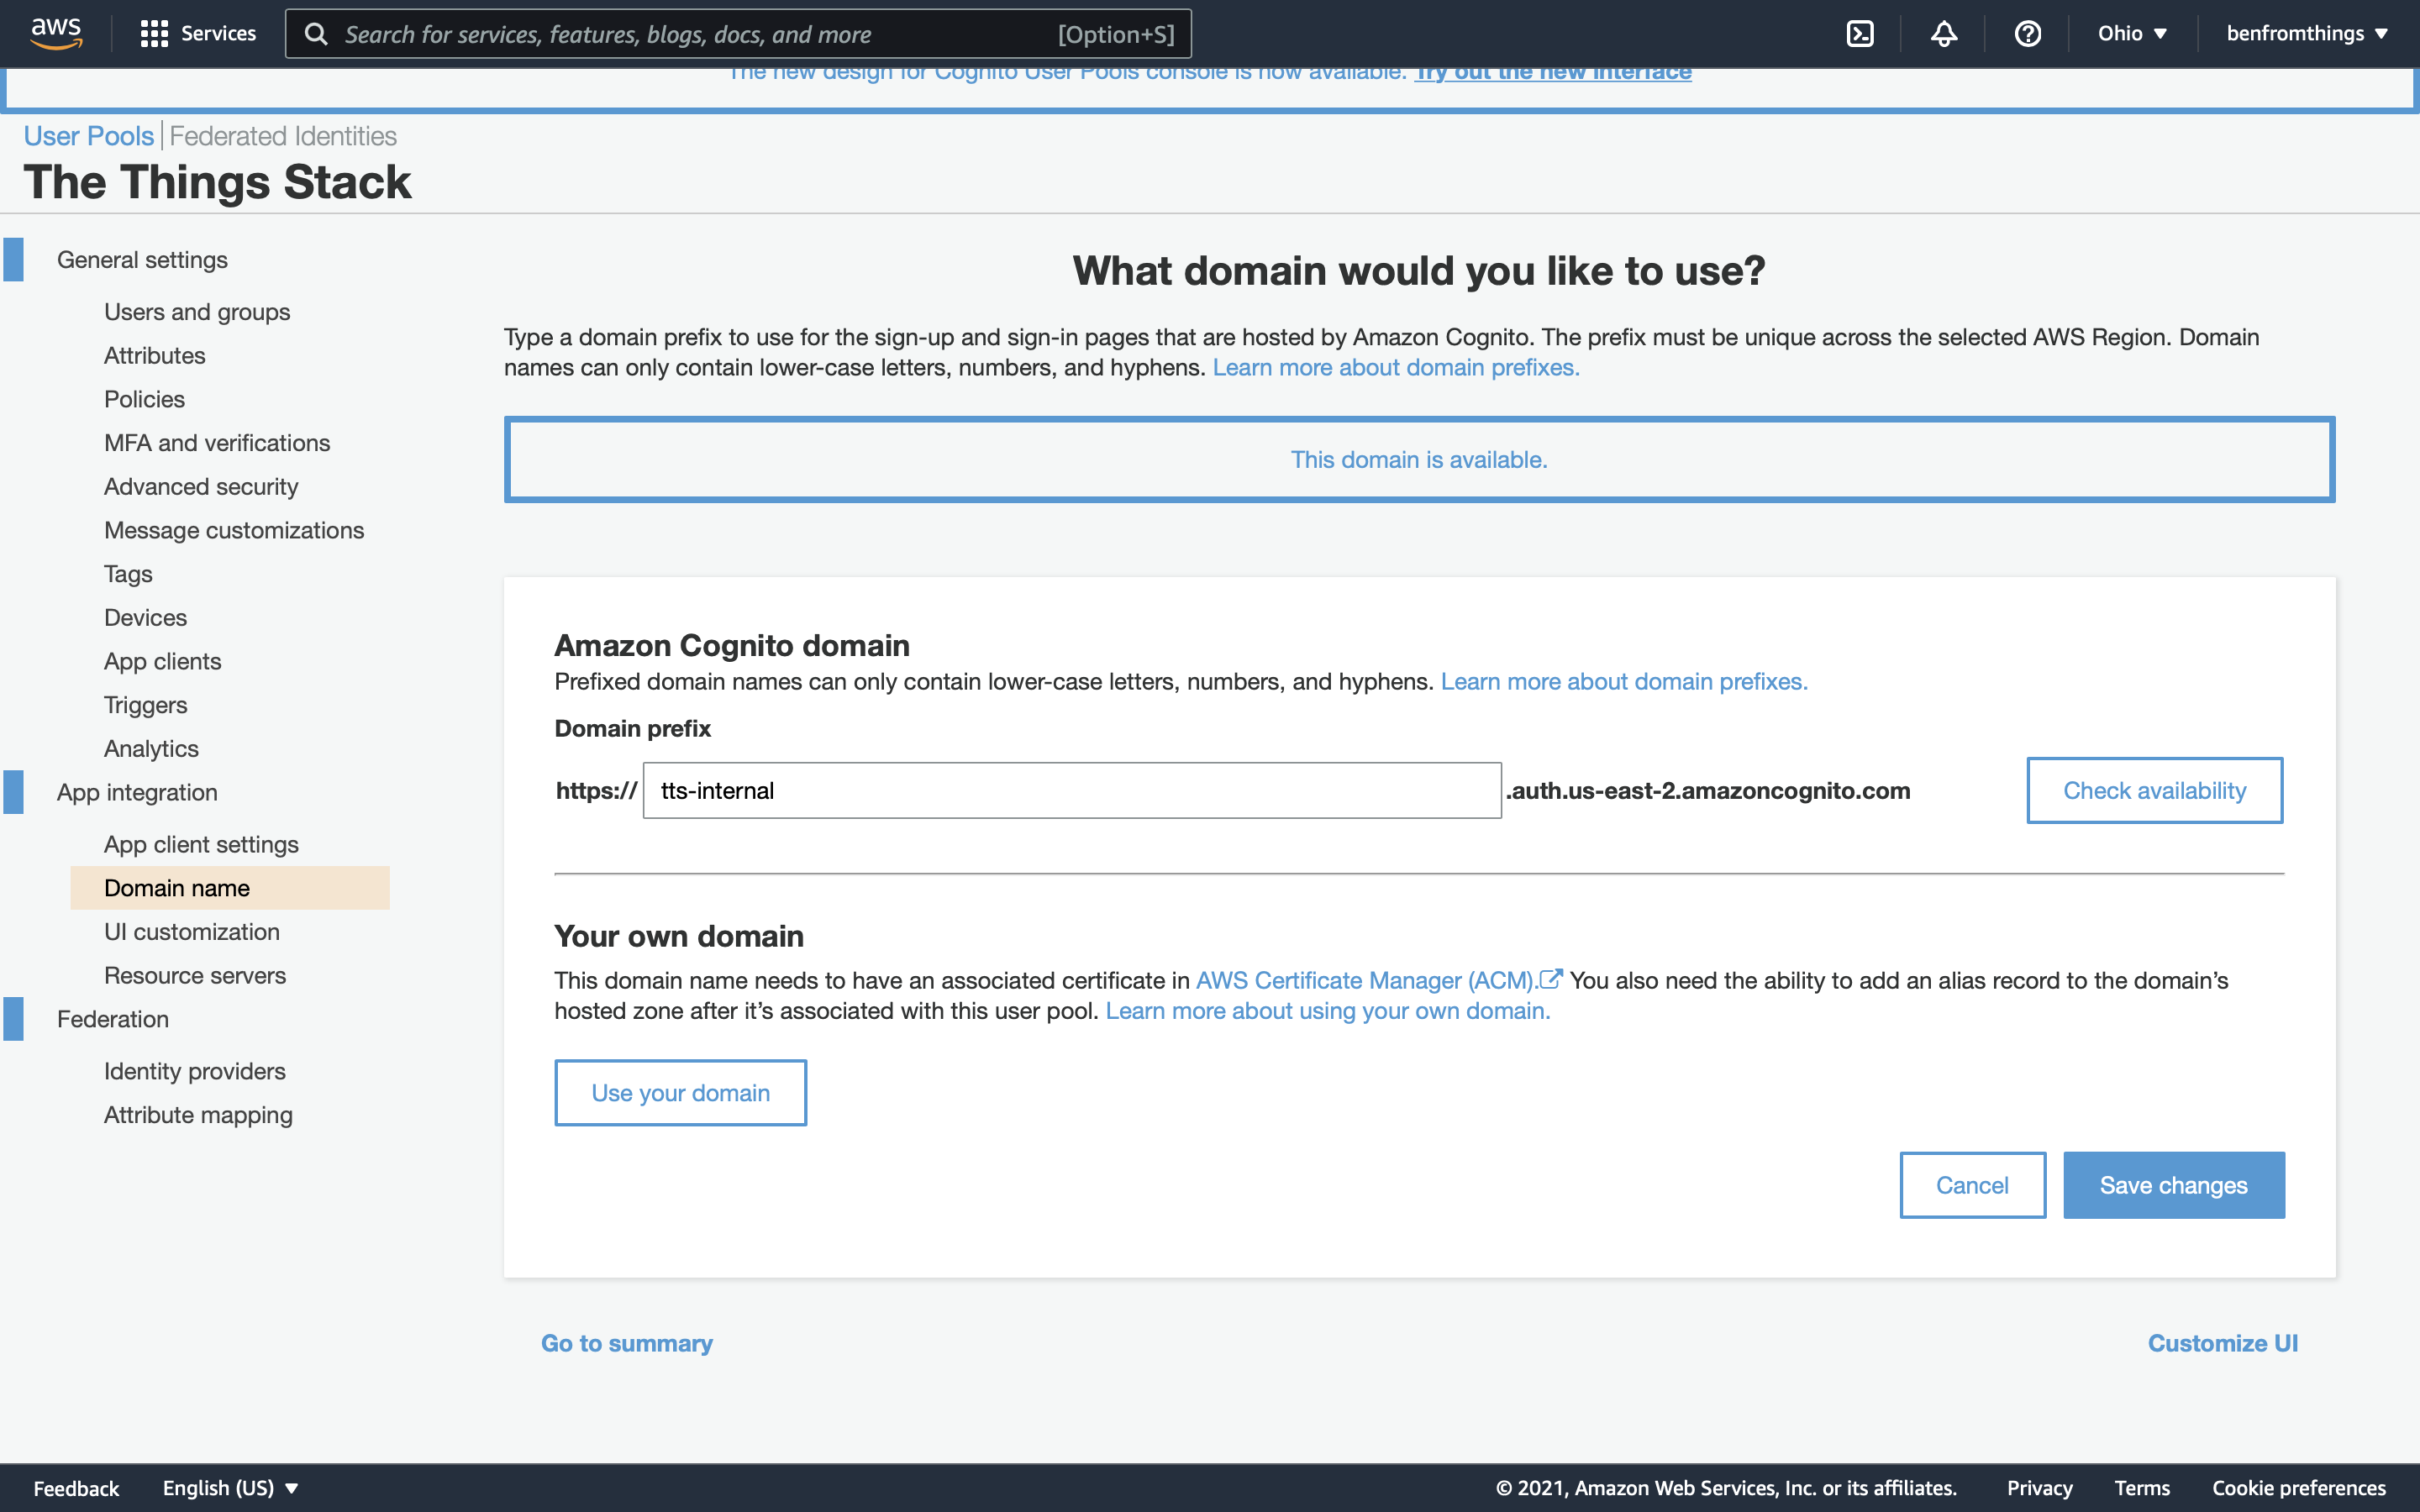 aws
Services
Search for services, features, blogs, docs, and more
[Option+S]
Ohio
benfromthings
The new design for Cognito User Pools console is now available. Try out the new interface
User Pools
Federated Identities
The Things Stack
General settings
Users and groups
Attributes
Policies
MFA and verifications
Advanced security
Message customizations
Tags
Devices
App clients
Triggers
Analytics
App integration
App client settings
Domain name
UI customization
Resource servers
Federation
Identity providers
Attribute mapping
What domain would you like to use?
Type a domain prefix to use for the sign-up and sign-in pages that are hosted by Amazon Cognito. The prefix must be unique across the selected AWS Region. Domain
names can only contain lower-case letters, numbers, and hyphens. Learn more about domain prefixes.
This domain is available.
Amazon Cognito domain
Prefixed domain names can only contain lower-case letters, numbers, and hyphens. Learn more about domain prefixes.
Domain prefix
https://
tts-internal
.auth.us-east-2.amazoncognito.com
Check availability
Your own domain
This domain name needs to have an associated certificate in AWS Certificate Manager (ACM). You also need the ability to add an alias record to the domain's
hosted zone after it's associated with this user pool. Learn more about using your own domain.
Use your domain
Cancel
Save changes
Go to summary
Customize UI
Feedback
English (US)
© 2021, Amazon Web Services, Inc. or its affiliates.
Privacy
Terms
Cookie preferences